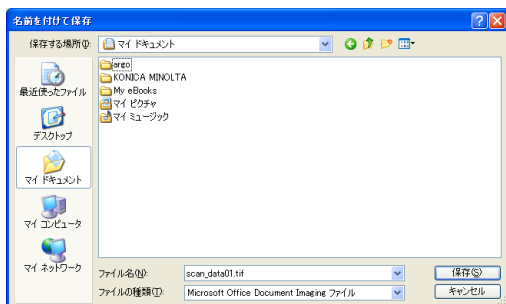 名前を付けて保存
保存する場所(I):
マイ ドキュメント
argo
KONICA MINOLTA
My eBooks
マイ ピクチャ
マイ ミュージック
最近使ったファイル
デスクトップ
マイ ドキュメント
マイ コンピュータ
マイ ネットワーク
ファイル名(N):
scan_data01.tif
保存(S)
ファイルの種類(T):
Microsoft Office Document Imaging ファイル
キャンセル